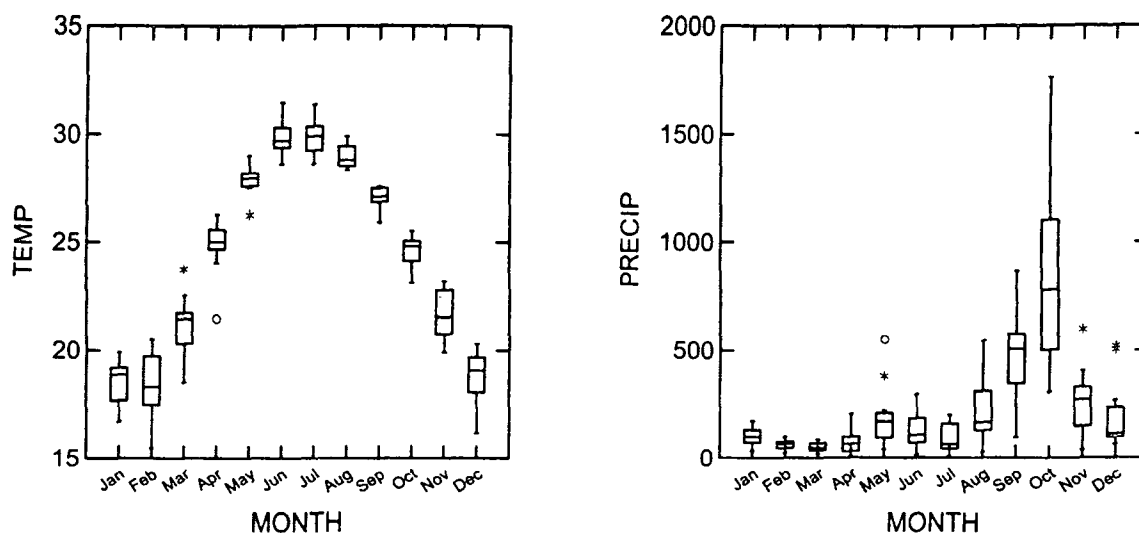 35
30
25
20
15
TEMP
Jan Feb Mar Apr May Jun Jul Aug Sep Oct Nov Dec
MONTH
2000
1500
1000
500
0
PRECIP
Jan Feb Mar Apr May Jun Jul Aug Sep Oct Nov Dec
MONTH